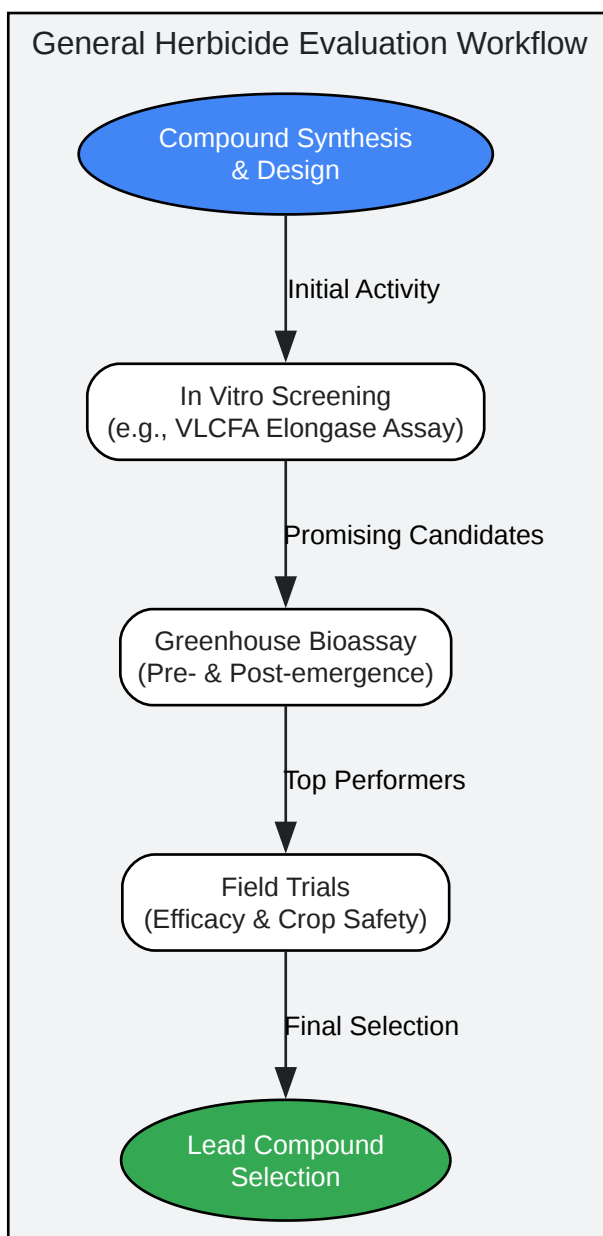 General Herbicide Evaluation Workflow
Compound Synthesis
& Design
Initial Activity
In Vitro Screening
(e.g., VLCFA Elongase Assay)
Promising Candidates
Greenhouse Bioassay
(Pre- & Post-emergence)
Top Performers
Field Trials
(Efficacy & Crop Safety)
Final Selection
Lead Compound
Selection